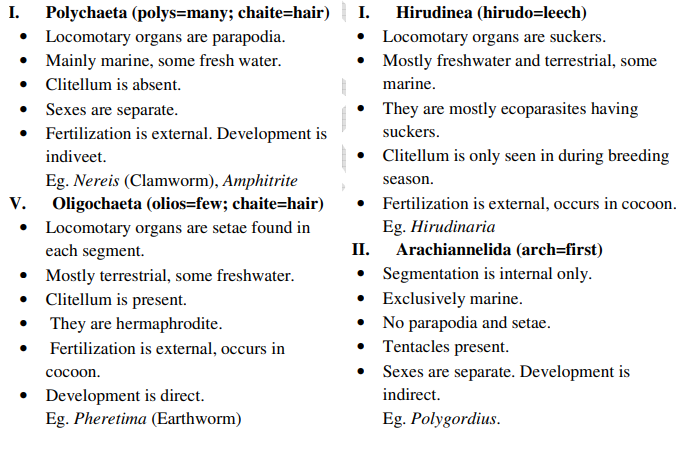 I. Polychaeta (polys=many; chaite=hair)
• Locomotary organs are parapodia.
• Mainly marine, some fresh water.
• Clitellum is absent.
• Sexes are separate.
• Fertilization is external. Development is
indiveet.
Eg. Nereis (Clamworm), Amphitrite
V. Oligochaeta (olios=few; chaite=hair)
• Locomotary organs are setae found in
each segment.
• Mostly terrestrial, some freshwater.
• Clitellum is present.
• They are hermaphrodite.
• Fertilization is external, occurs in
cocoon.
• Development is direct.
Eg. Pheretima (Earthworm)
I. Hirudinea (hirudo=leech)
• Locomotary organs are suckers.
• Mostly freshwater and terrestrial, some
marine.
• They are mostly ecoparasites having
suckers.
• Clitellum is only seen in during breeding
season.
• Fertilization is external, occurs in cocoon.
Eg. Hirudinaria
II. Arachiannelida (arch=first)
• Segmentation is internal only.
• Exclusively marine.
• No parapodia and setae.
• Tentacles present.
• Sexes are separate. Development is
indirect.
Eg. Polygordius.